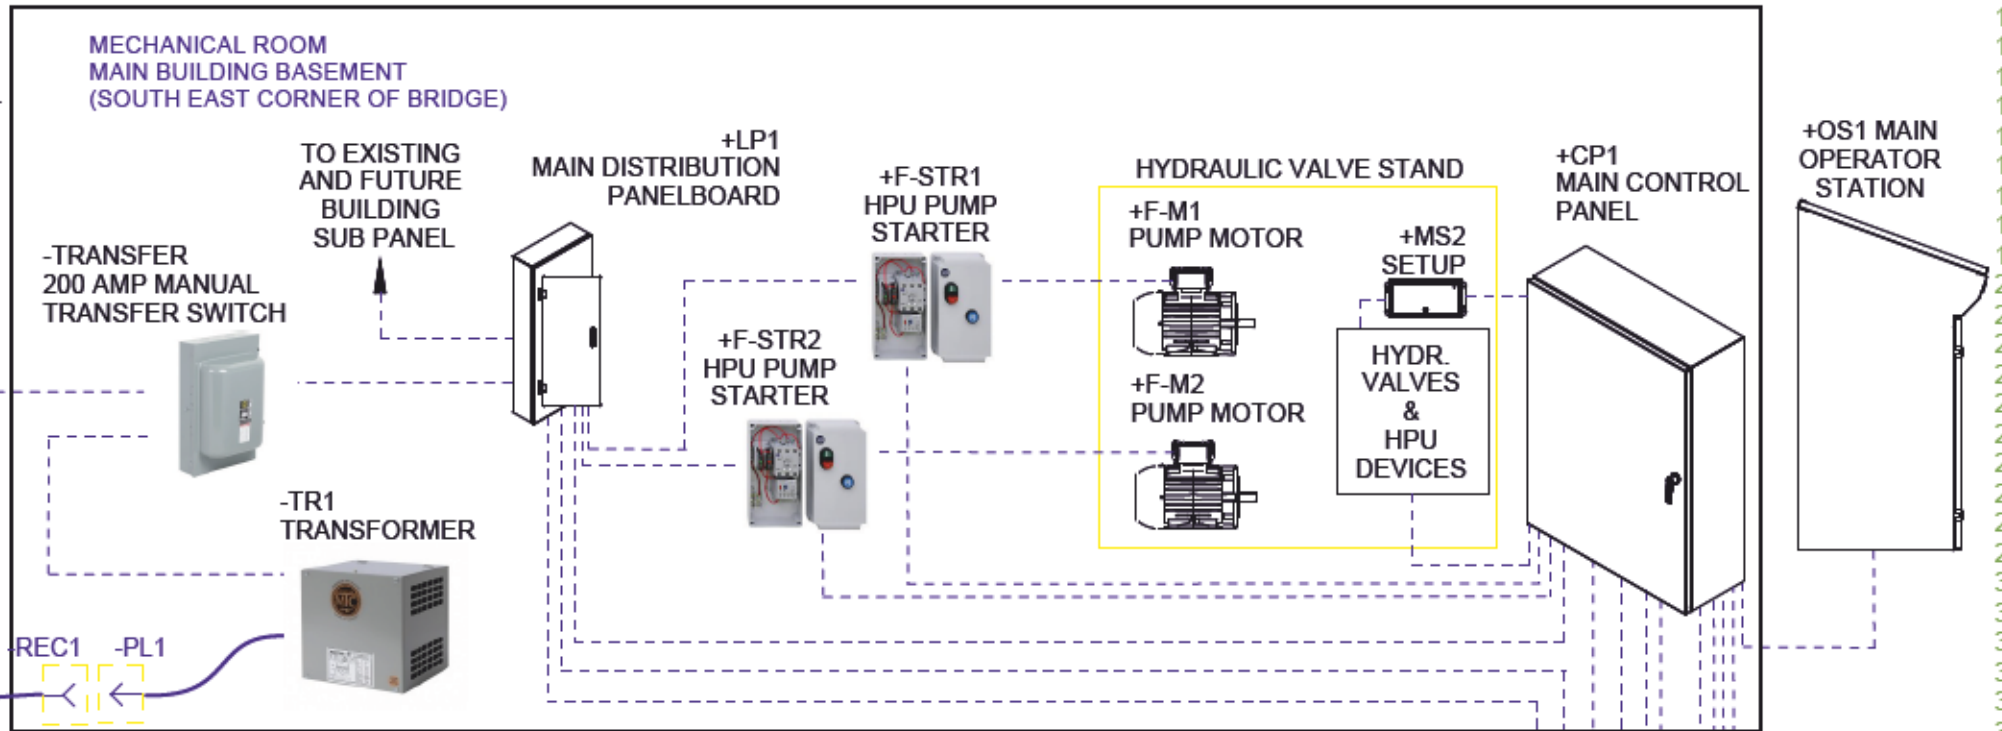 MECHANICAL ROOM
MAIN BUILDING BASEMENT
(SOUTH EAST CORNER OF BRIDGE)
TO EXISTING
AND FUTURE
BUILDING
SUB PANEL
+LP1
MAIN DISTRIBUTION
PANELBOARD
-TRANSFER
200 AMP MANUAL
TRANSFER SWITCH
+F-STR1
HPU PUMP
STARTER
+F-STR2
HPU PUMP
STARTER
HYDRAULIC VALVE STAND
+F-M1
PUMP MOTOR
+MS2
SETUP
+F-M2
PUMP MOTOR
HYDR.
VALVES
&
HPU
DEVICES
+CP1
MAIN CONTROL
PANEL
+OS1 MAIN
OPERATOR
STATION
-TR1
TRANSFORMER
-REC1
-PL1